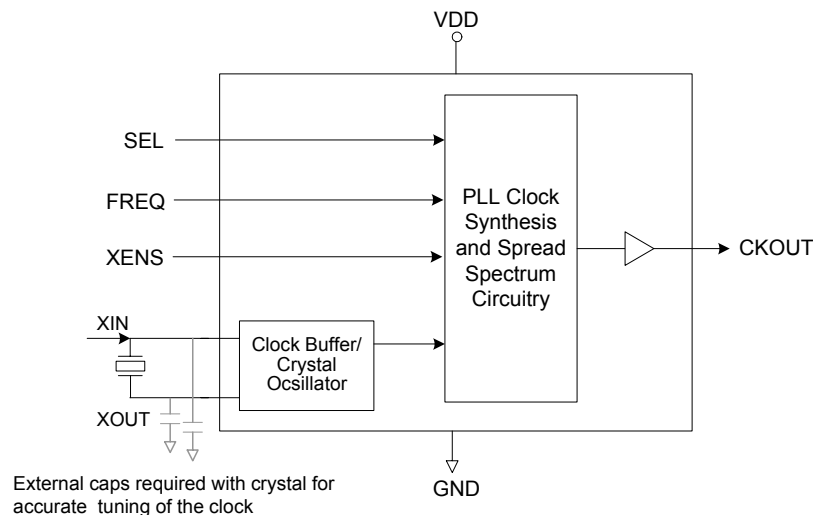 VDD
SEL
FREQ
XENS
PLL Clock
Synthesis
and Spread
Spectrum
Circuitry
CKOUT
XIN
Clock Buffer/
Crystal
Ocsillator
XOUT
GND
External caps required with crystal for
accurate tuning of the clock